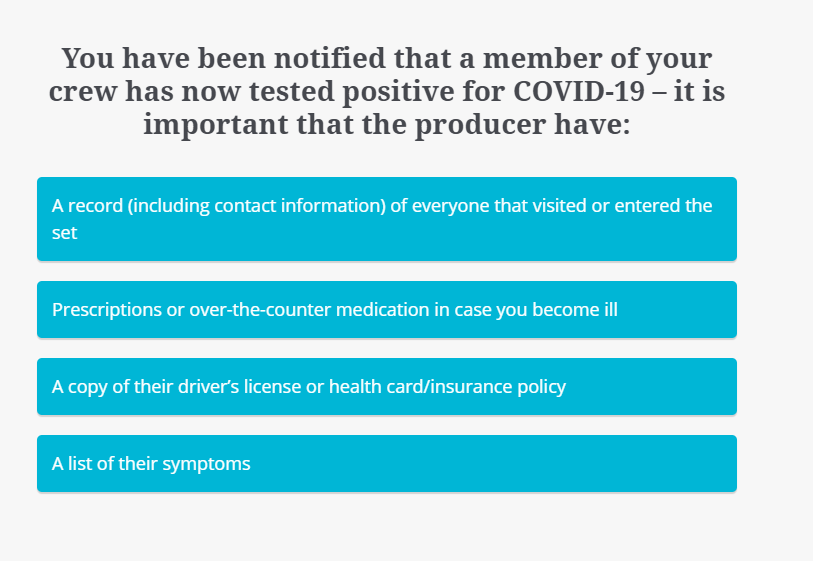 You have been notified that a member of your
crew has now tested positive for COVID-19 – it is
important that the producer have:
A record (including contact information) of everyone that visited or entered the
set
Prescriptions or over-the-counter medication in case you become ill
A copy of their driver’s license or health card/insurance policy
A list of their symptoms